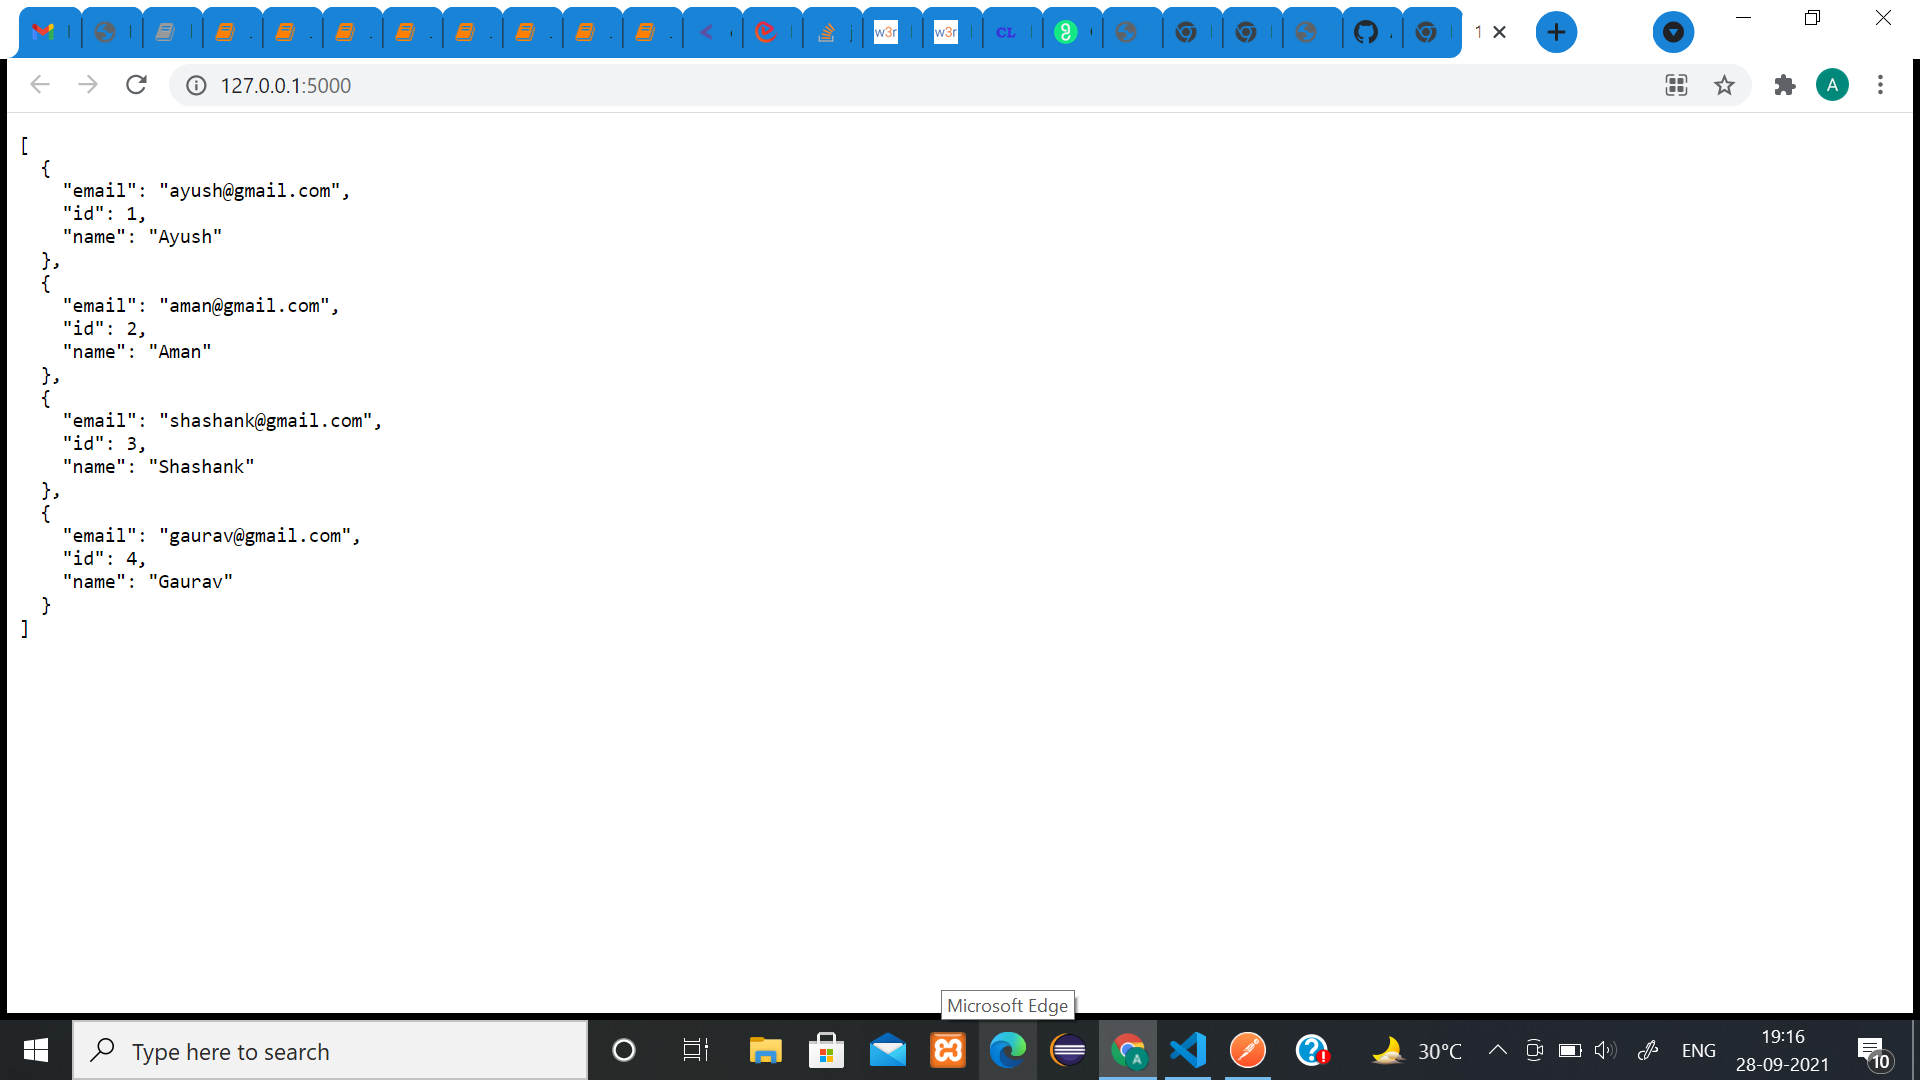 w3r
w3r
CL
1
127.0.0.1:5000
A
[
{
"email": "ayush@gmail.com",
"id": 1,
"name": "Ayush"
},
{
"email": "aman@gmail.com",
"id": 2,
"name": "Aman"
},
{
"email": "shashank@gmail.com",
"id": 3,
"name": "Shashank"
},
{
"email": "gaurav@gmail.com",
"id": 4,
"name": "Gaurav"
}
]
Microsoft Edge
Type here to search
A
30°C
ENG
19:16
28-09-2021
10